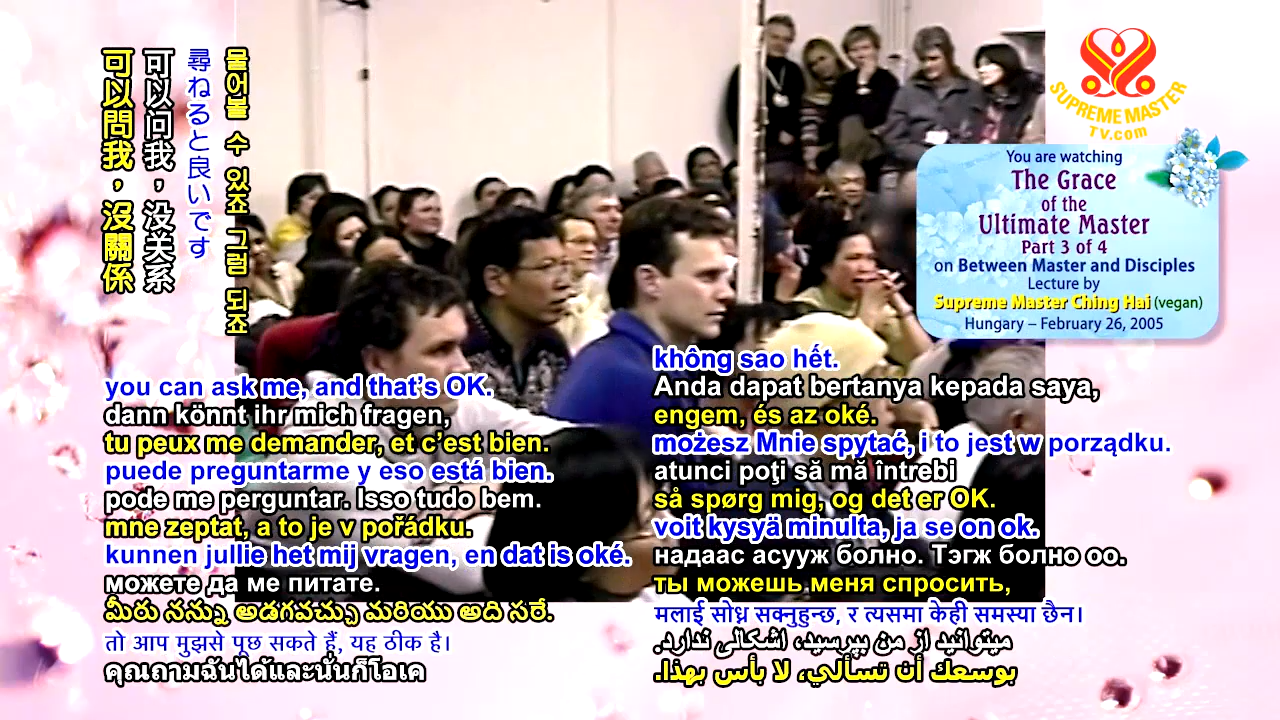 可以問我，沒關係
可以问我，没关系
尋ねると良いです
물어볼 수 있죠 그럼 되죠
SUPREME MASTER
TV.com
You are watching
The Grace
of the
Ultimate Master
Part 3 of 4
on Between Master and Disciples
Lecture by
Supreme Master Ching Hai (vegan)
Hungary – February 26, 2005
you can ask me, and that's OK.
dann könnt ihr mich fragen,
tu peux me demander, et c'est bien.
puede preguntarme y eso está bien.
pode me perguntar. Isso tudo bem.
mne zeptat, a to je v pořádku.
kunnen jullie het mij vragen, en dat is oké.
можете да ме питате.
మీరు నన్ను అడగవచ్చు మరియు అది సరే.
तो आप मुझसे पूछ सकते हैं, यह ठीक है।
คุณถามฉันได้และนั่นก็โอเค
không sao hết.
Anda dapat bertanya kepada saya,
engem, és az oké.
możesz Mnie spytać, i to jest w porządku.
atunci poţi să mă întrebi
så spørg mig, og det er OK.
voit kysyä minulta, ja se on ok.
надаас асууж болно. Тэгж болно оо.
ты можешь меня спросить,
मलाई सोध्न सक्नुहुन्छ, र त्यसमा केही समस्या छैन।
میتوانید از من بپرسید، اشکالی ندارد.
بوسعك أن تسألي، لا بأس بهذا.